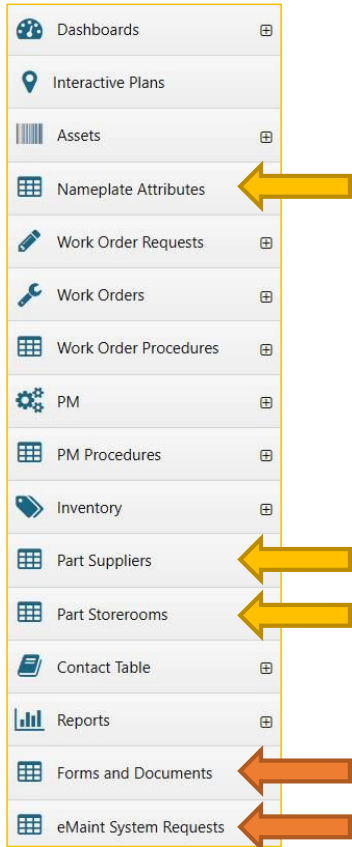 Dashboards
Interactive Plans
Assets
Nameplate Attributes
Work Order Requests
Work Orders
Work Order Procedures
PM
PM Procedures
Inventory
Part Suppliers
Part Storerooms
Contact Table
Reports
Forms and Documents
eMaint System Requests